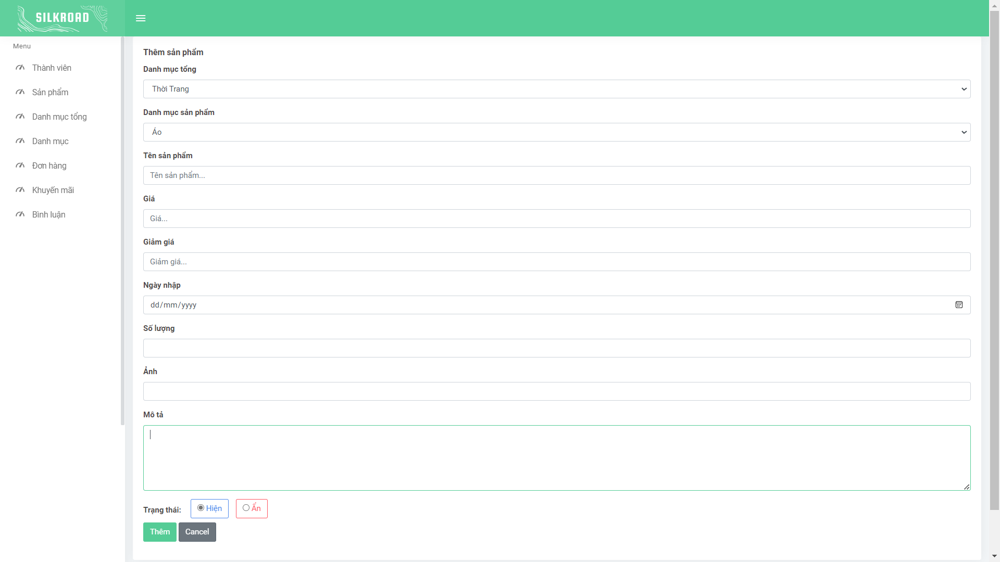 SILKROAD
Menu
Thành viên
Sản phẩm
Danh mục tổng
Danh mục
Đơn hàng
Khuyến mãi
Bình luận
Thêm sản phẩm
Danh mục tổng
Thời Trang
Danh mục sản phẩm
Áo
Tên sản phẩm
Tên sản phẩm...
Giá
Giá...
Giảm giá
Giảm giá...
Ngày nhập
dd/mm/yyyy
Số lượng
Ảnh
Mô tả
Trạng thái: Hiện Ẩn
Thêm Cancel